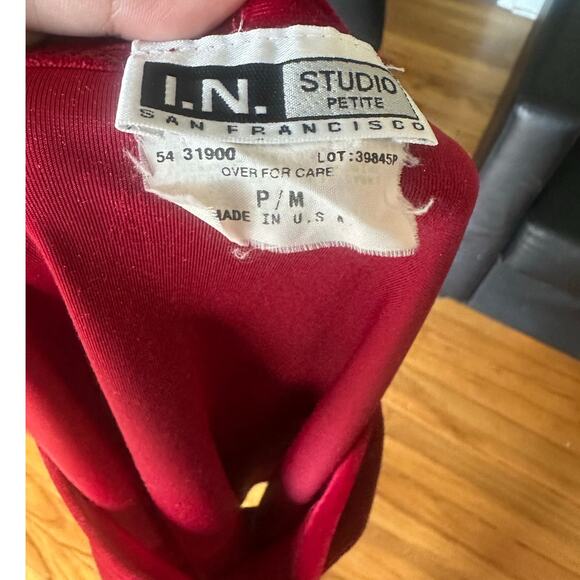 I.N. STUDIO
PETITE
SAN FRANCISCO
54 31900 LOT:39845P
OVER FOR CARE
P/M
MADE IN U.S